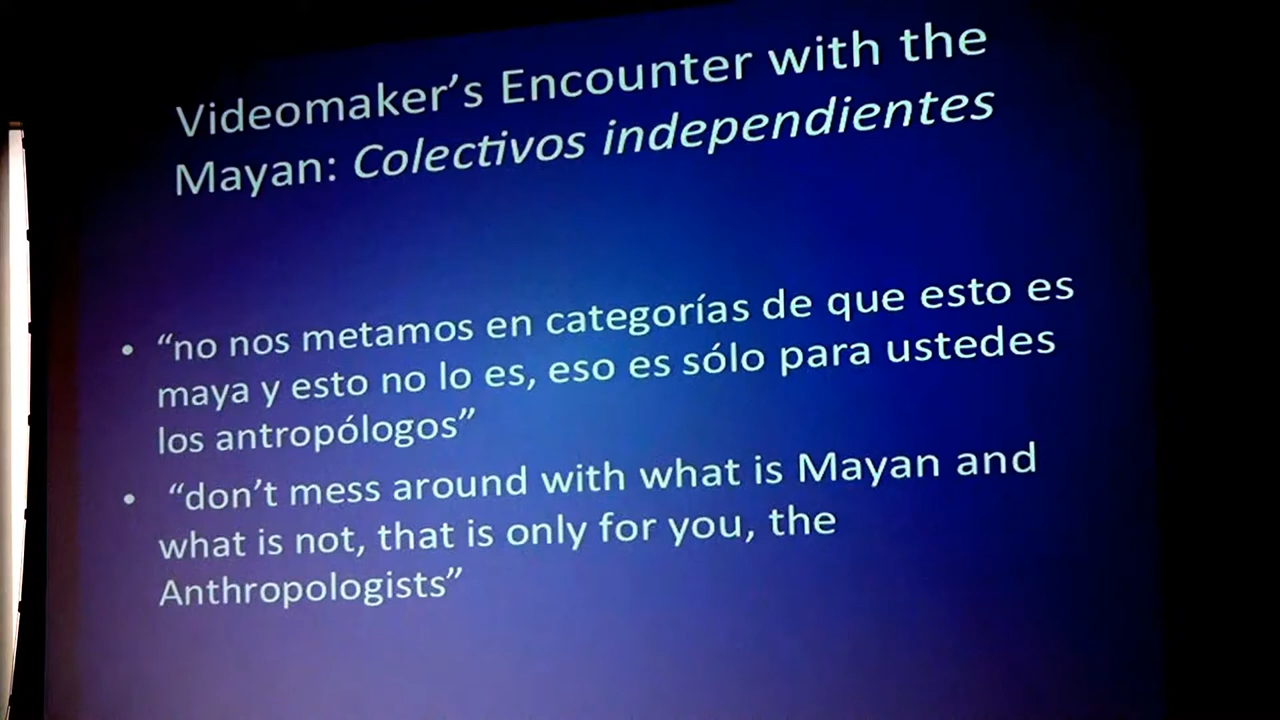 Videomaker’s Encounter with the
Mayan: Colectivos independientes
• “no nos metamos en categorías de que esto es
maya y esto no lo es, eso es sólo para ustedes
los antropólogos”
• “don’t mess around with what is Mayan and
what is not, that is only for you, the
Anthropologists”